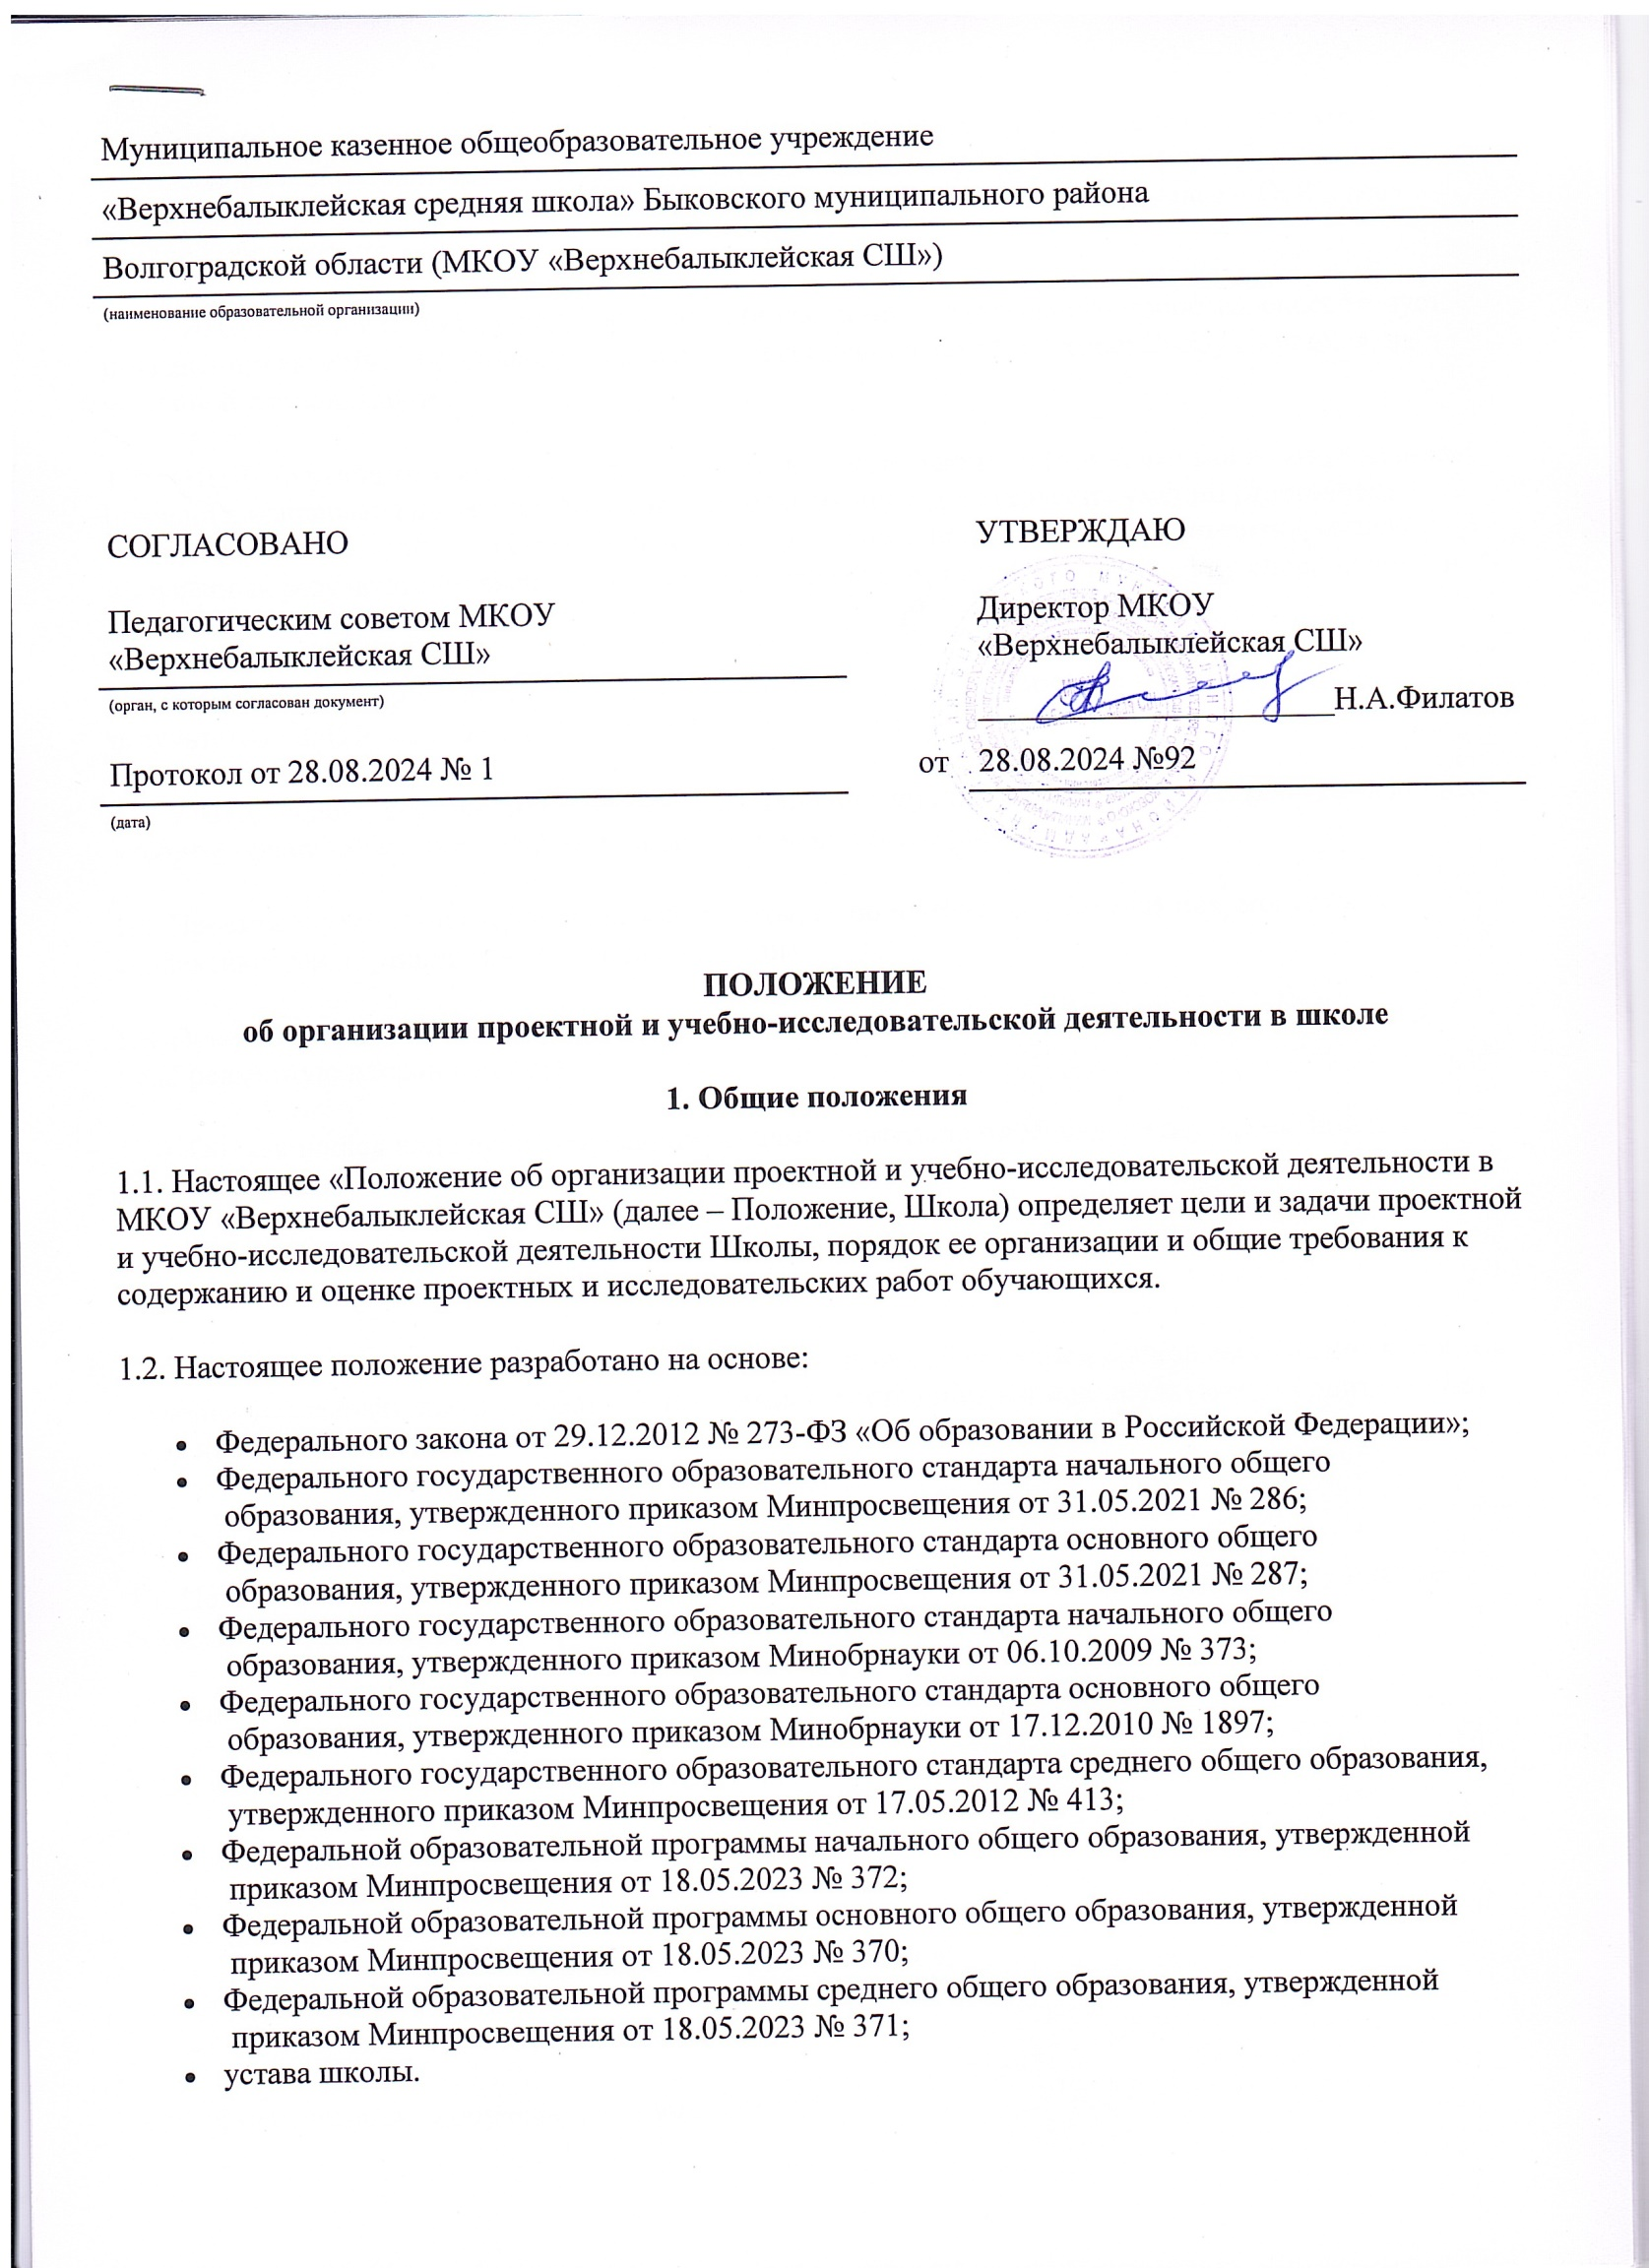 Муниципальное казенное общеобразовательное учреждение
«Верхнебалыклейская средняя школа» Быковского муниципального района
Волгоградской области (МКОУ «Верхнебалыклейская СШ»)
(наименование образовательной организации)
СОГЛАСОВАНО
Педагогическим советом МКОУ
«Верхнебалыклейская СШ»
(орган, с которым согласован документ)
Протокол от 28.08.2024 № 1
(дата)
УТВЕРЖДАЮ
Директор МКОУ
«Верхнебалыклейская СШ»
Н.А.Филатов
от 28.08.2024 №92
ПОЛОЖЕНИЕ
об организации проектной и учебно-исследовательской деятельности в школе
1. Общие положения
1.1. Настоящее «Положение об организации проектной и учебно-исследовательской деятельности в
МКОУ «Верхнебалыклейская СШ» (далее – Положение, Школа) определяет цели и задачи проектной
и учебно-исследовательской деятельности Школы, порядок ее организации и общие требования к
содержанию и оценке проектных и исследовательских работ обучающихся.
1.2. Настоящее положение разработано на основе:
• Федерального закона от 29.12.2012 № 273-ФЗ «Об образовании в Российской Федерации»;
• Федерального государственного образовательного стандарта начального общего
образования, утвержденного приказом Минпросвещения от 31.05.2021 № 286;
• Федерального государственного образовательного стандарта основного общего
образования, утвержденного приказом Минпросвещения от 31.05.2021 № 287;
• Федерального государственного образовательного стандарта начального общего
образования, утвержденного приказом Минобрнауки от 06.10.2009 № 373;
• Федерального государственного образовательного стандарта основного общего
образования, утвержденного приказом Минобрнауки от 17.12.2010 № 1897;
• Федерального государственного образовательного стандарта среднего общего образования,
утвержденного приказом Минпросвещения от 17.05.2012 № 413;
• Федеральной образовательной программы начального общего образования, утвержденной
приказом Минпросвещения от 18.05.2023 № 372;
• Федеральной образовательной программы основного общего образования, утвержденной
приказом Минпросвещения от 18.05.2023 № 370;
• Федеральной образовательной программы среднего общего образования, утвержденной
приказом Минпросвещения от 18.05.2023 № 371;
• устава школы.